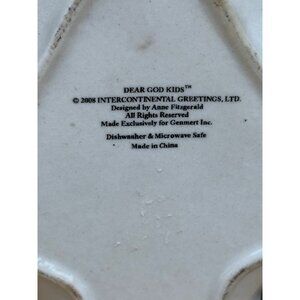 DEAR GOD KIDS™
© 2008 INTERCONTINENTAL GREETINGS, LTD.
Designed by Anne Fitzgerald
All Rights Reserved
Made Exclusively for Genmert Inc.
Dishwasher & Microwave Safe
Made in China